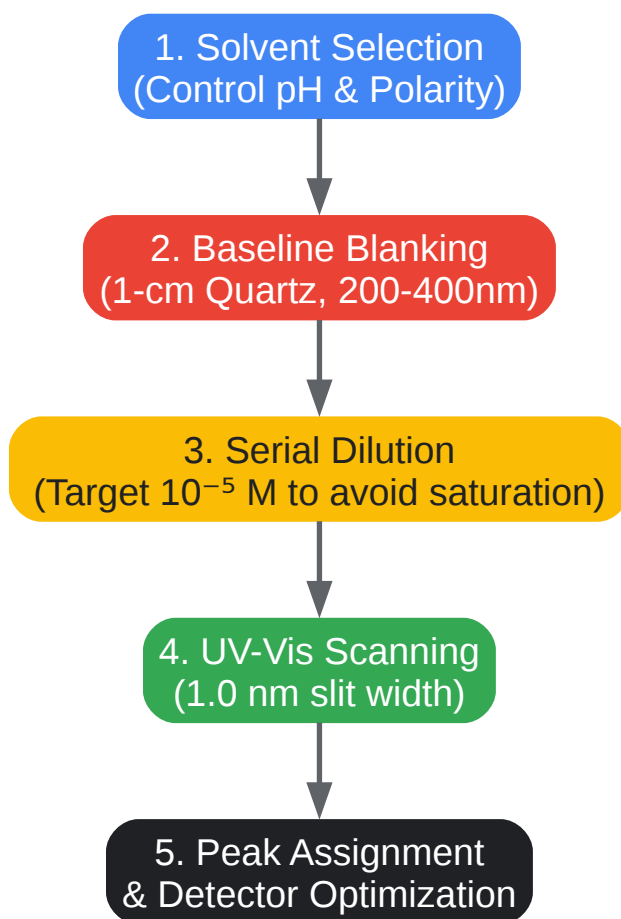 1. Solvent Selection
(Control pH & Polarity)
2. Baseline Blanking
(1-cm Quartz, 200-400nm)
3. Serial Dilution
(Target 10⁻⁵ M to avoid saturation)
4. UV-Vis Scanning
(1.0 nm slit width)
5. Peak Assignment
& Detector Optimization